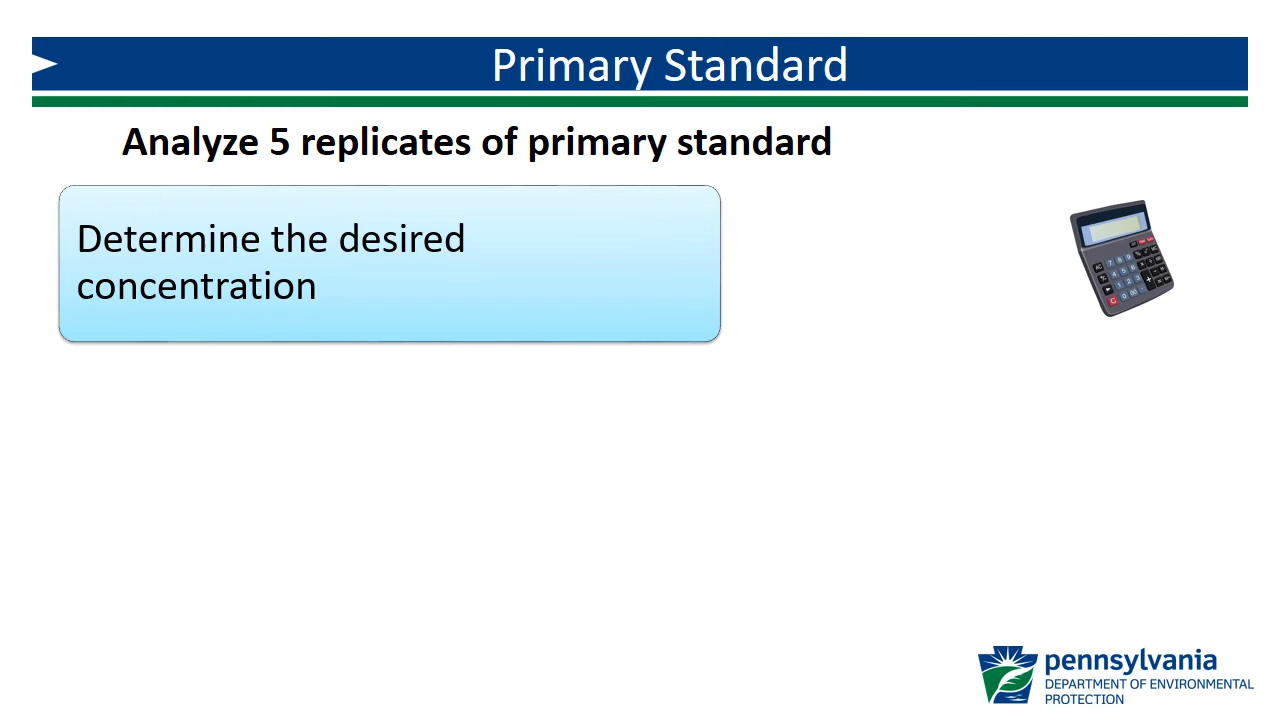 Primary Standard
Analyze 5 replicates of primary standard
Determine the desired
concentration
pennsylvania
DEPARTMENT OF ENVIRONMENTAL
PROTECTION